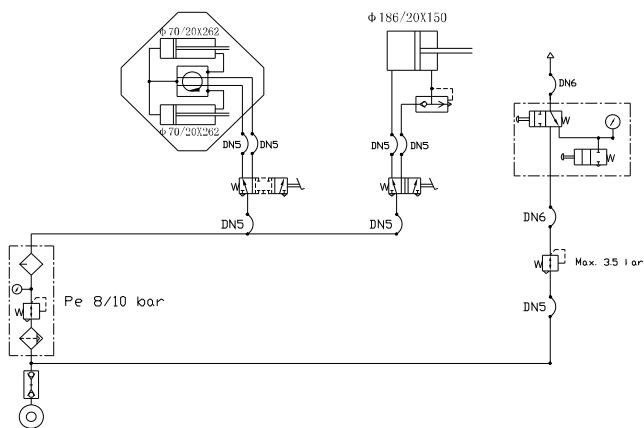 φ186/20X150
φ70/20X262
φ70/20X262
DN6
DN5 DN5
DN5 DN5
DN5
DN5
DN6
Max. 3.5 lar
Pe 8/10 bar
DN5